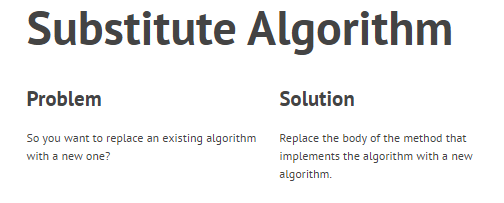 Substitute Algorithm
Problem
So you want to replace an existing algorithm
with a new one?
Solution
Replace the body of the method that
implements the algorithm with a new
algorithm.